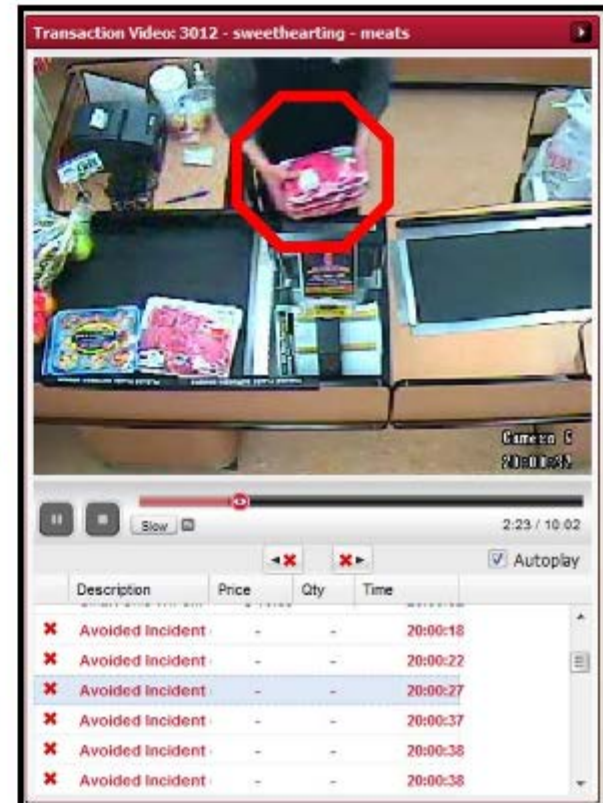 Transaction Video: 3012 - sweethearting - meats
Camera 6
20:00:32
Slow
2:23 / 10:02
Autoplay
Description Price Qty Time
Avoided Incident - - 20:00:18
Avoided Incident - - 20:00:22
Avoided Incident - - 20:00:27
Avoided Incident - - 20:00:37
Avoided Incident - - 20:00:38
Avoided Incident - - 20:00:38